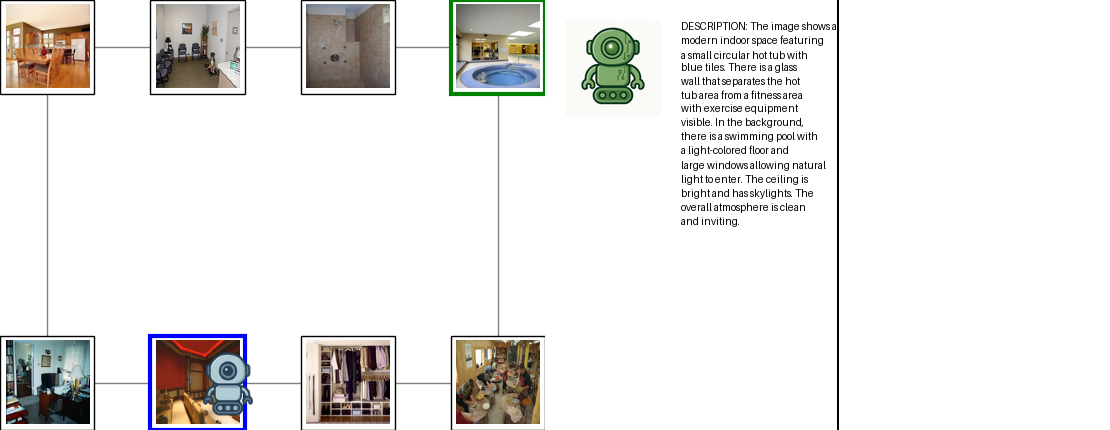 DESCRIPTION: The image shows a
modern indoor space featuring
a small circular hot tub with
blue tiles. There is a glass
wall that separates the hot
tub area from a fitness area
with exercise equipment
visible. In the background,
there is a swimming pool with
a light-colored floor and
large windows allowing natural
light to enter. The ceiling is
bright and has skylights. The
overall atmosphere is clean
and inviting.